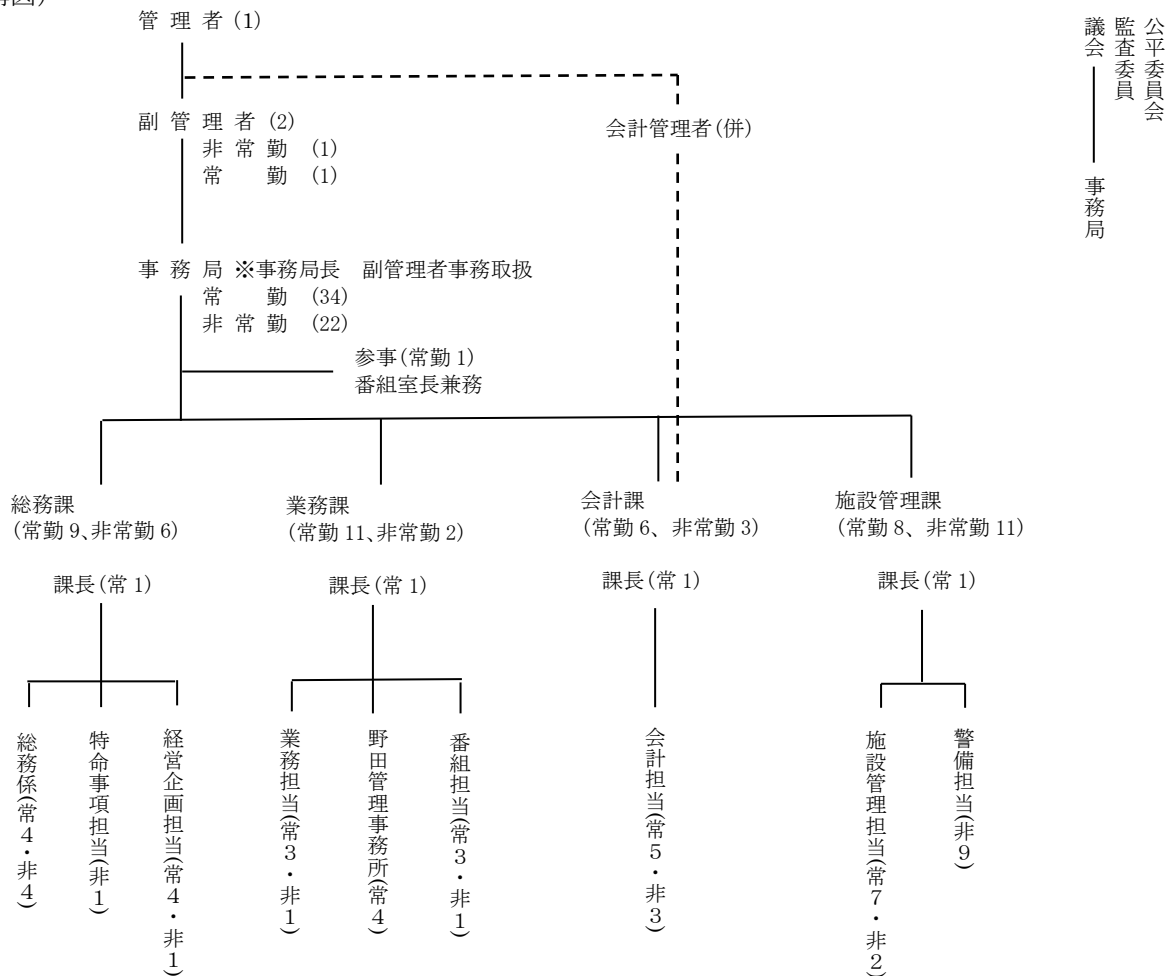 管 理 者 (1)
副 管 理 者 (2)
非 常 勤 (1)
常 勤 (1)
会計管理者(併)
公平委員会
監査委員
議会
事務局
事 務 局 ※事務局長 副管理者事務取扱
常 勤 (34)
非 常 勤 (22)
参事(常勤 1)
番組室長兼務
総務課
(常勤 9、非常勤 6)
課長(常 1)
業務課
(常勤 11、非常勤 2)
課長(常 1)
会計課
(常勤 6、 非常勤 3)
課長(常 1)
施設管理課
(常勤 8、 非常勤 11)
課長(常 1)
総務係(常4・非4)
特命事項担当(非1)
経営企画担当(常4・非1)
業務担当(常3・非1)
野田管理事務所(常4)
番組担当(常3・非1)
会計担当(常5・非3)
施設管理担当(常7・非2)
警備担当(非9)